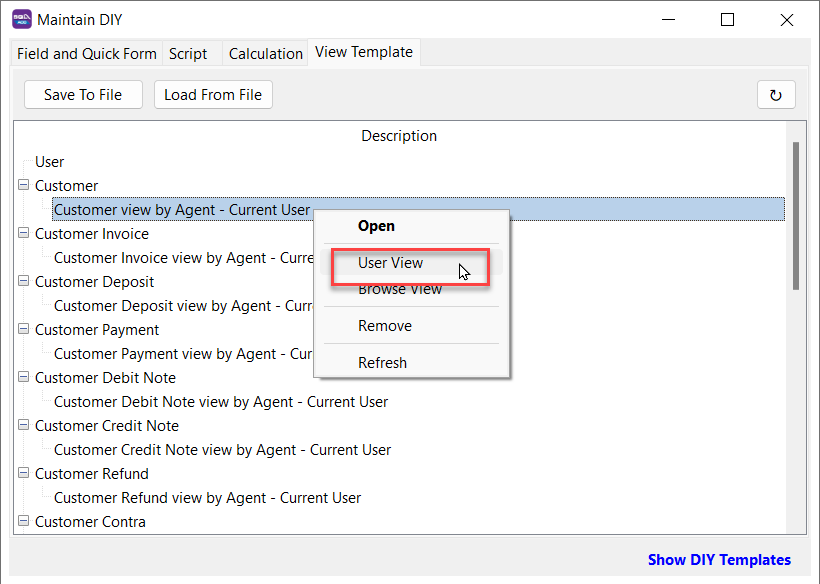 Maintain DIY
Field and Quick Form
Script
Calculation
View Template
Save To File
Load From File
Description
User
Customer
Customer view by Agent - Current User
Open
Customer Invoice
Customer Invoice view by Agent - Curre
User View
Customer Deposit
Browse View
Customer Deposit view by Agent - Curr
Customer Payment
Remove
Customer Payment view by Agent - Cur
Refresh
Customer Debit Note
Customer Debit Note view by Agent - Current User
Customer Credit Note
Customer Credit Note view by Agent - Current User
Customer Refund
Customer Refund view by Agent - Current User
Customer Contra
Show DIY Templates